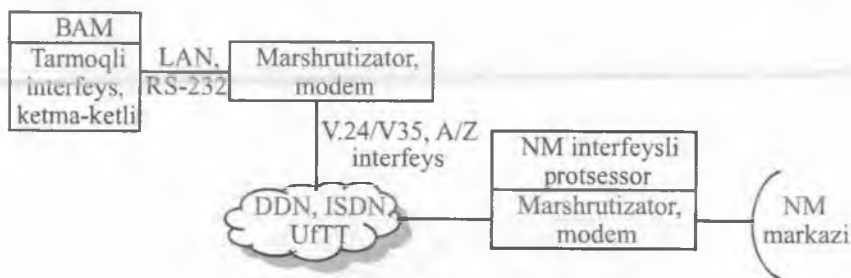 BAM
Tarmoqli
interfeys,
ketma-ketli
LAN,
RS-232
Marshrutizator,
modem
V.24/V35, A/Z
interfeys
DDN, ISDN,
UfTT
NM interfeysli
protsessor
Marshrutizator,
modem
NM
markazi